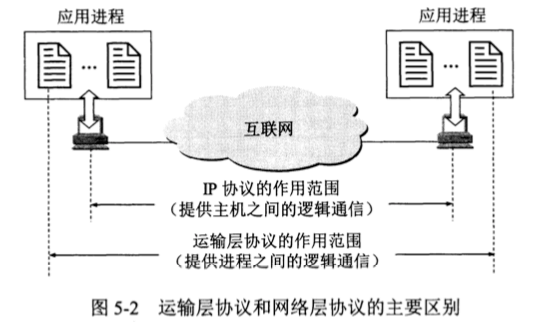 应用进程
应用进程
...
...
互联网
IP 协议的作用范围
（提供主机之间的逻辑通信）
运输层协议的作用范围
（提供进程之间的逻辑通信）
图 5-2 运输层协议和网络层协议的主要区别